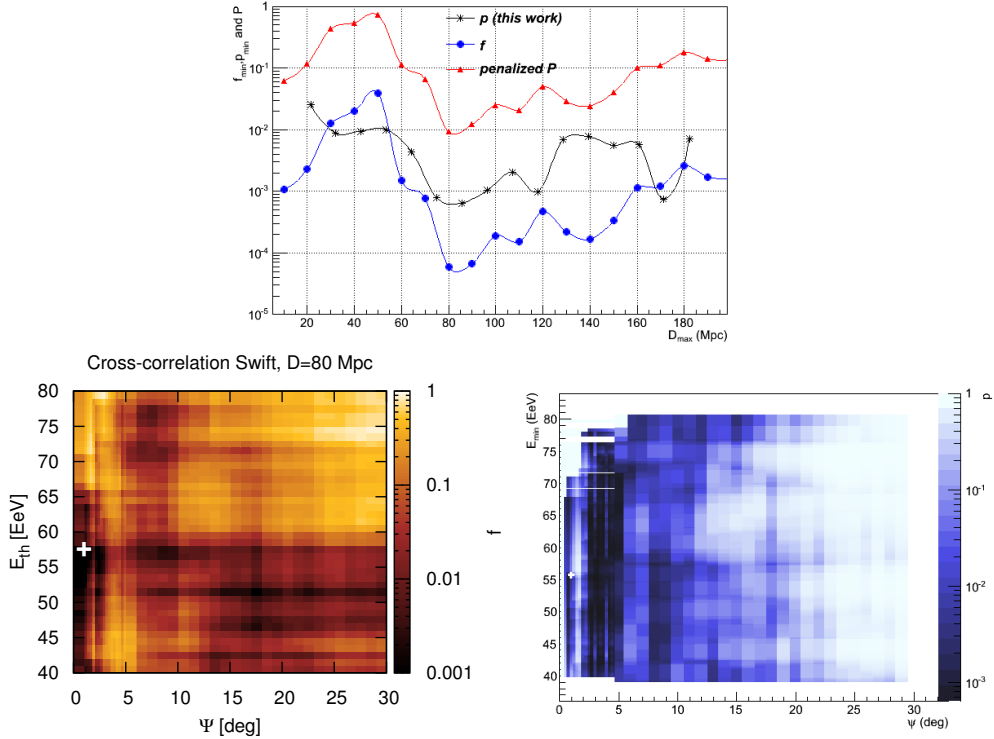 f_min,p_min and P
1
10^-1
10^-2
10^-3
10^-4
10^-5
p (this work)
f
penalized P
20 40 60 80 100 120 140 160 180
D_max (Mpc)
Cross-correlation Swift, D=80 Mpc
E_th [EeV]
80
75
70
65
60
55
50
45
40
0 5 10 15 20 25 30
Ψ [deg]
1
0.1
0.01
0.001
f
E_min (EeV)
80
75
70
65
60
55
50
45
40
0 5 10 15 20 25 30
ψ (deg)
p
1
10^-1
10^-2
10^-3